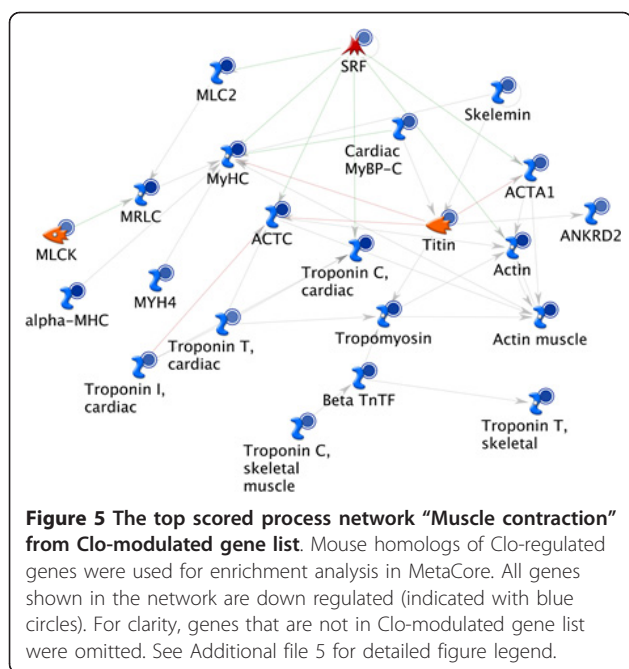 SRF
MLC2
Skelemin
Cardiac
MyBP-C
MyHC
ACTA1
MRLC
MLCK
ACTC
Titin
ANKRD2
Actin
Troponin C,
cardiac
alpha-MHC
MYH4
Troponin T,
cardiac
Tropomyosin
Actin muscle
Troponin I,
cardiac
Beta TnTF
Troponin C,
skeletal
muscle
Troponin T,
skeletal
Figure 5 The top scored process network “Muscle contraction”
from Clo-modulated gene list. Mouse homologs of Clo-regulated
genes were used for enrichment analysis in MetaCore. All genes
shown in the network are down regulated (indicated with blue
circles). For clarity, genes that are not in Clo-modulated gene list
were omitted. See Additional file 5 for detailed figure legend.